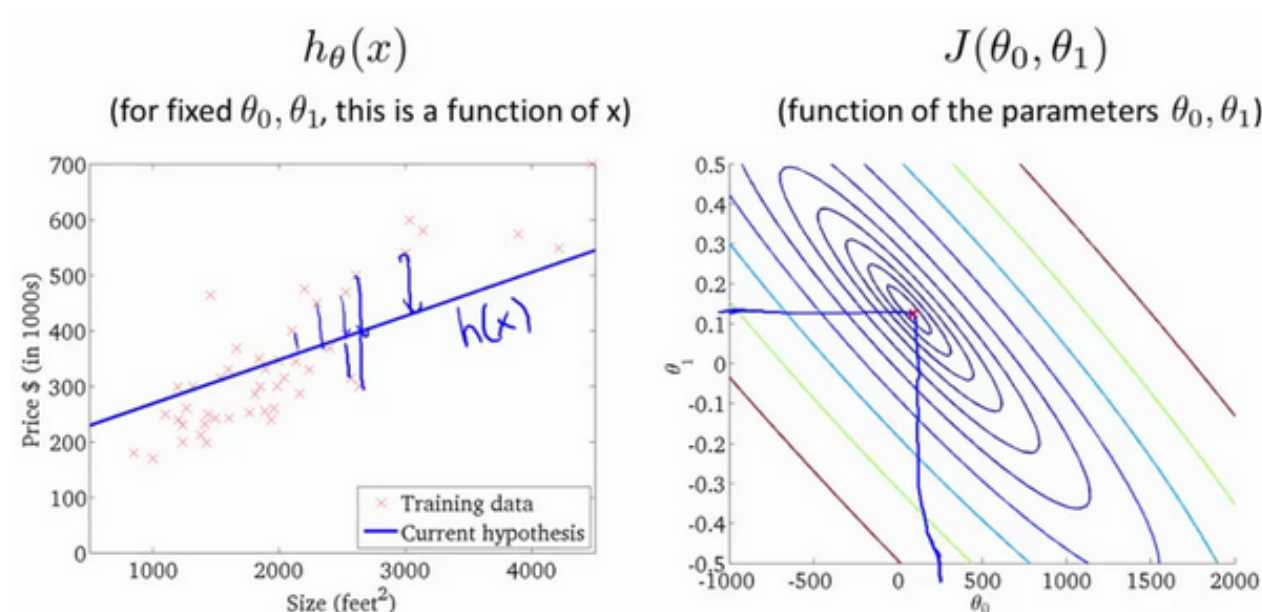 hθ(x)
(for fixed θ0, θ1, this is a function of x)
700
600
500
400
300
200
100
0
Price $ (in 1000s)
h(x)
Training data
Current hypothesis
1000
2000
3000
4000
Size (feet²)
J(θ0, θ1)
(function of the parameters θ0, θ1)
0.5
0.4
0.3
0.2
0.1
0
-0.1
-0.2
-0.3
-0.4
-0.5
θ1
-1000
-500
0
500
1000
1500
2000
θ0